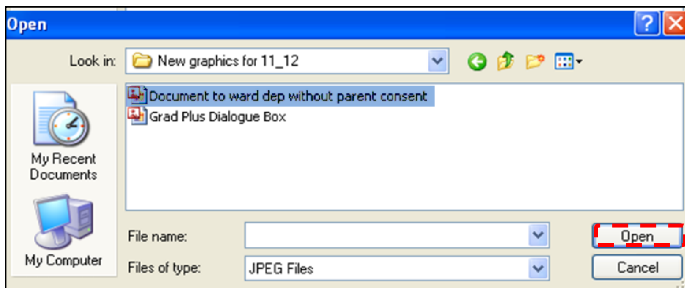 Open
Look in: New graphics for 11_12
Document to ward dep without parent consent
Grad Plus Dialogue Box
My Recent
Documents
My Computer
File name:
Open
Files of type: JPEG Files
Cancel